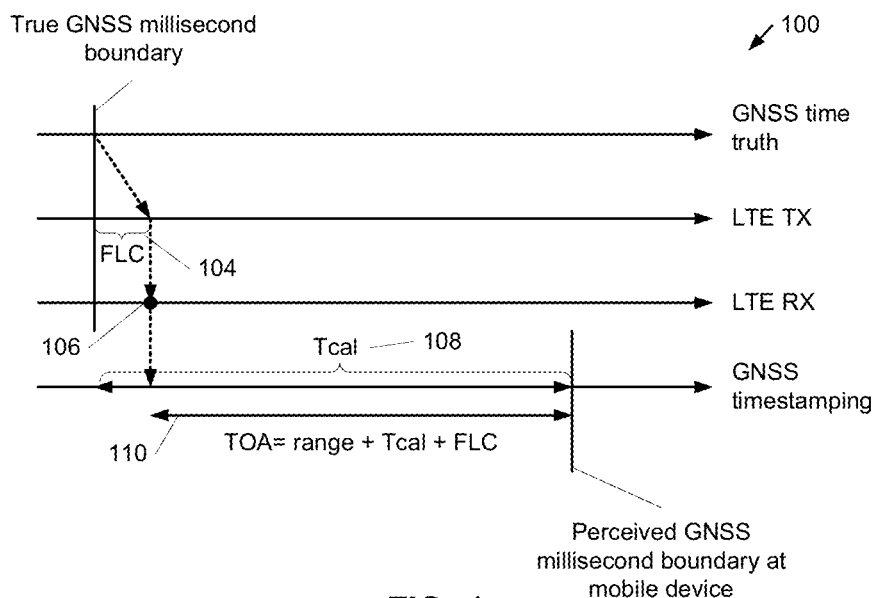 True GNSS millisecond
boundary
100
GNSS time
truth
LTE TX
FLC
104
LTE RX
106
Tcal
108
GNSS
timestamping
110
TOA= range + Tcal + FLC
Perceived GNSS
millisecond boundary at
mobile device